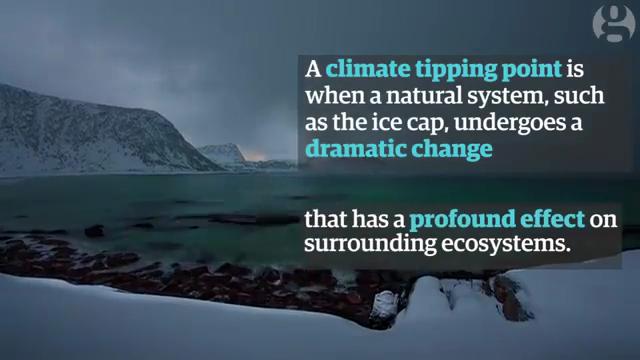 A climate tipping point is
when a natural system, such
as the ice cap, undergoes a
dramatic change
that has a profound effect on
surrounding ecosystems.